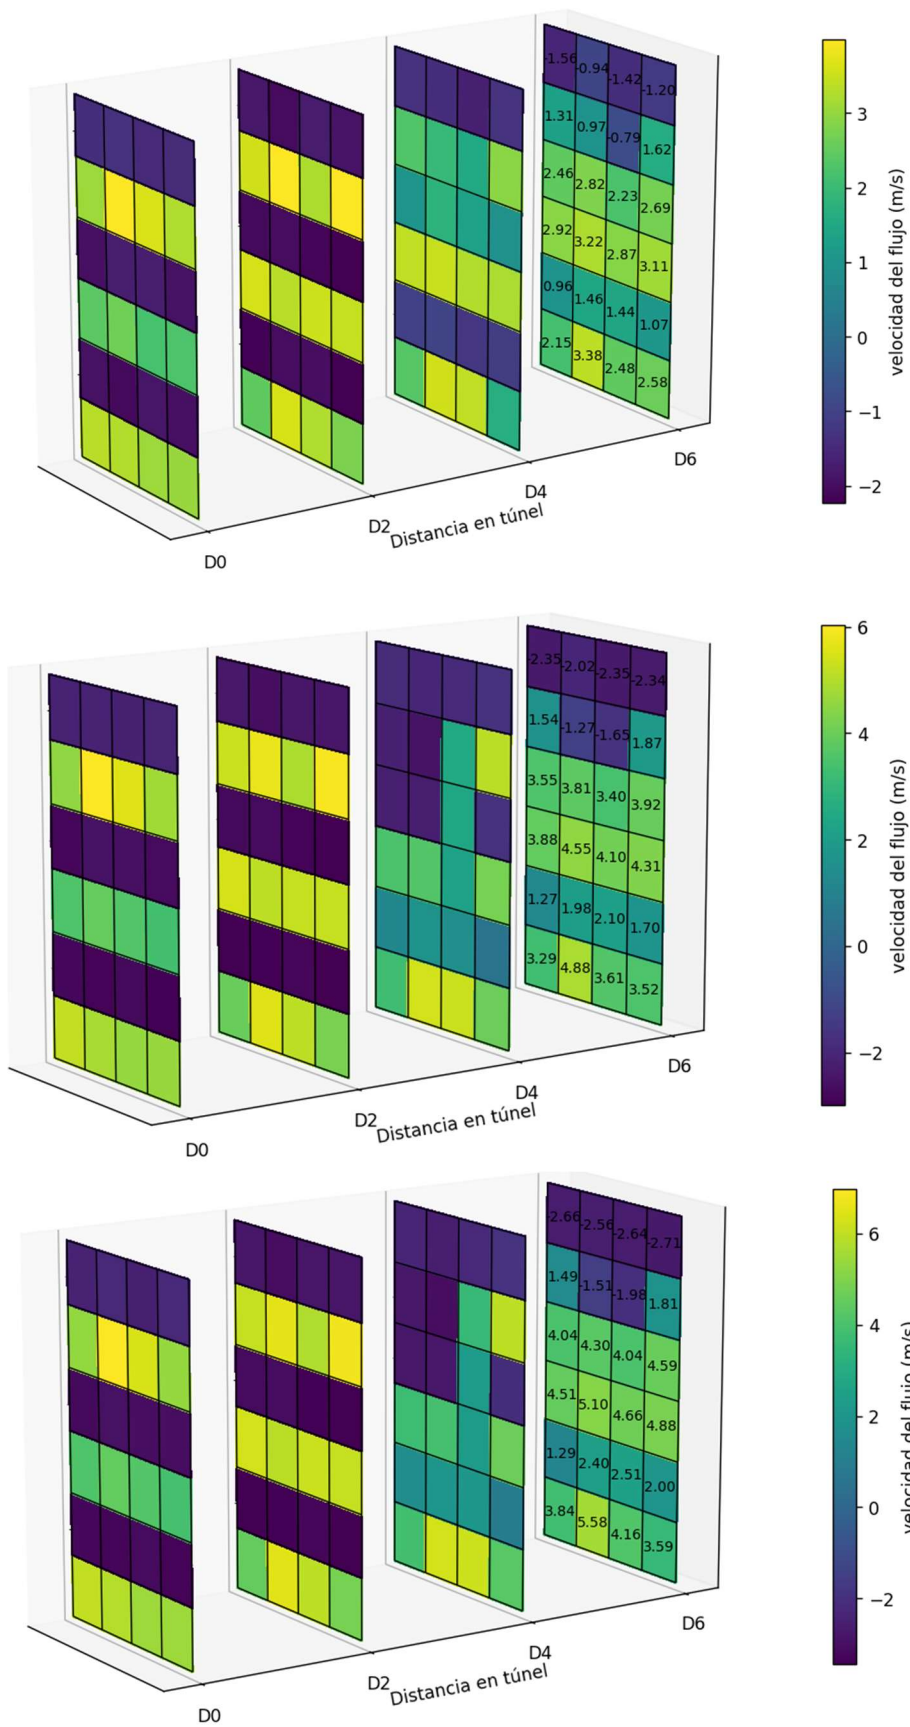 -1.56 -0.94 -1.42 -1.20
1.31 0.97 -0.79 1.62
2.46 2.82 2.23 2.69
2.92 3.22 2.87 3.11
0.96 1.46 1.44 1.07
2.15 3.38 2.48 2.58
D0
D2
D4
D6
Distancia en túnel
3
2
1
0
−1
−2
velocidad del flujo (m/s)
-2.35 -2.02 -2.35 -2.34
1.54 -1.27 -1.65 1.87
3.55 3.81 3.40 3.92
3.88 4.55 4.10 4.31
1.27 1.98 2.10 1.70
3.29 4.88 3.61 3.52
D0
D2
D4
D6
Distancia en túnel
6
4
2
0
−2
velocidad del flujo (m/s)
-2.66 -2.56 -2.64 -2.71
1.49 -1.51 -1.98 1.81
4.04 4.30 4.04 4.59
4.51 5.10 4.66 4.88
1.29 2.40 2.51 2.00
3.84 5.58 4.16 3.59
D0
D2
D4
D6
Distancia en túnel
6
4
2
0
−2
velocidad del flujo (m/s)